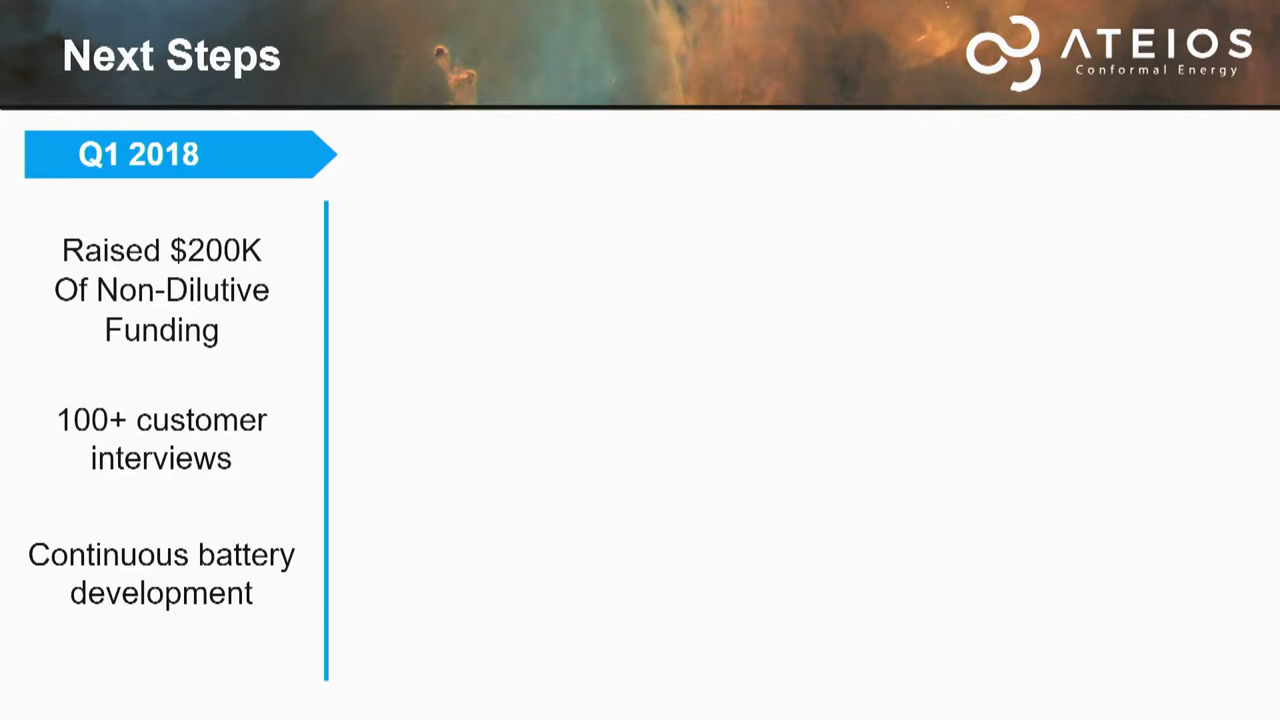 Next Steps
ATEIOS
Conformal Energy
Q1 2018
Raised $200K
Of Non-Dilutive
Funding
100+ customer
interviews
Continuous battery
development